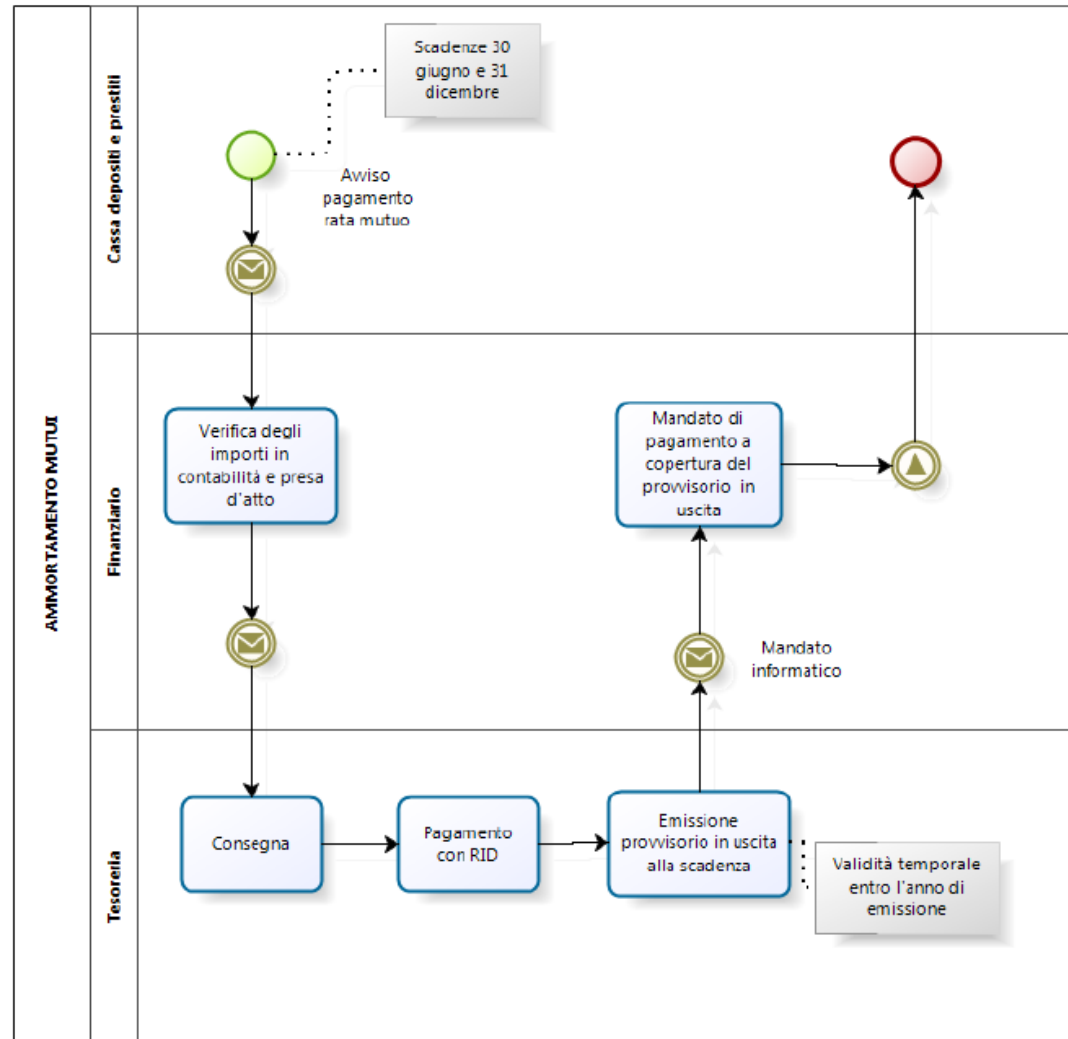 AMMORTAMENTO MUTUI
Cassa depositi e prestiti
Scadenze 30
giugno e 31
dicembre
Avviso
pagamento
rata mutuo
Finanziario
Verifica degli
importi in
contabilità e presa
d'atto
Mandato di
pagamento a
copertura del
provvisorio in
uscita
Mandato
informatico
Tesoreria
Consegna
Pagamento
con RID
Emissione
provvisorio in uscita
alla scadenza
Validità temporale
entro l'anno di
emissione